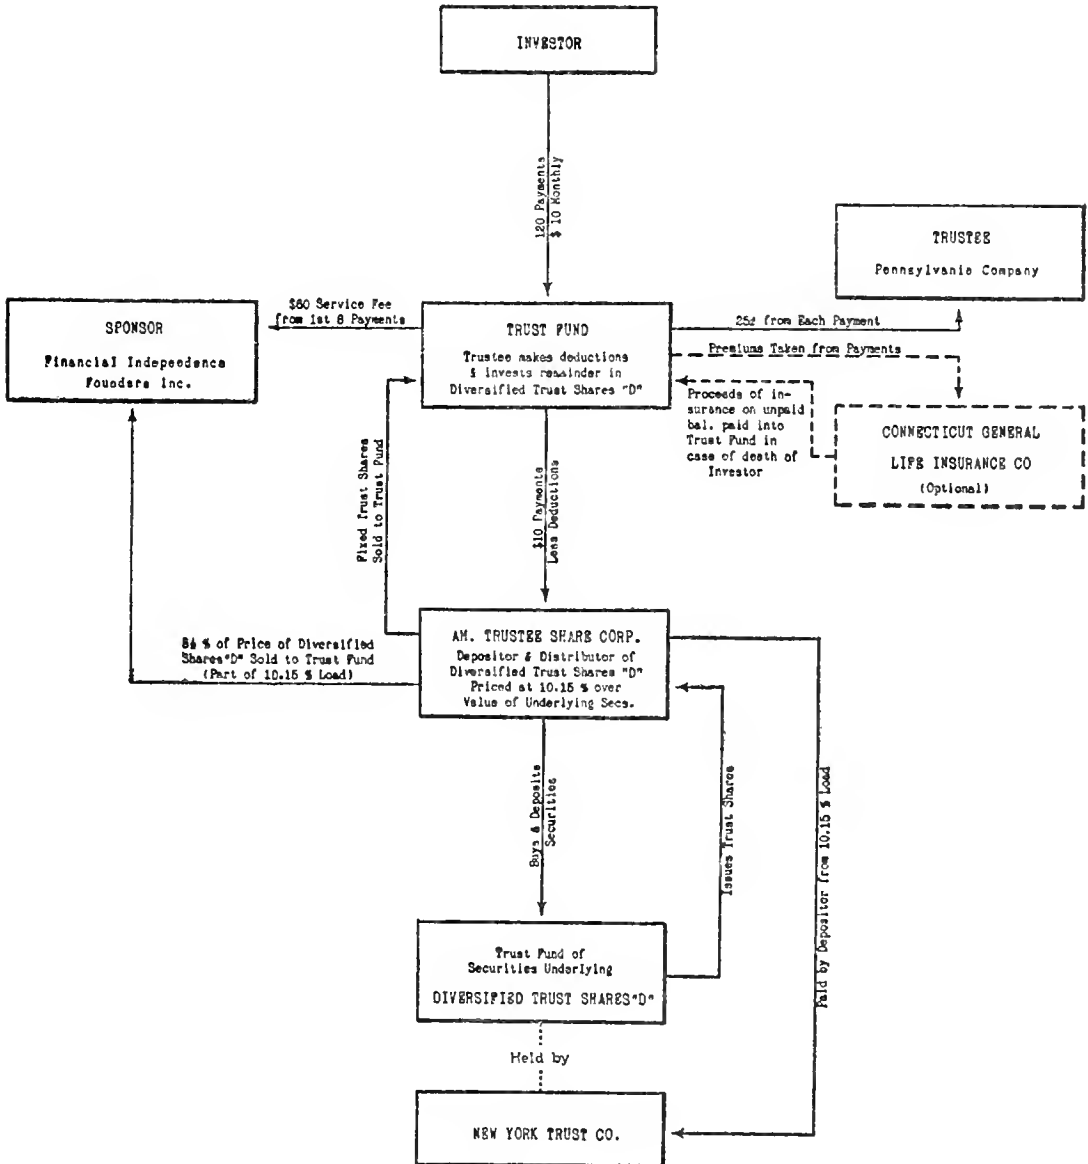 INVESTOR
120 Payments
$ 10 Monthly
TRUSTEE
Pennsylvania Company
$60 Service Fee
from 1st 8 Payments
25¢ from Each Payment
SPONSOR
Financial Independence
Founders Inc.
TRUST FUND
Trustee makes deductions
& invests remainder in
Diversified Trust Shares "D"
Premiums Taken from Payments
Proceeds of in-
surance on unpaid
bal. paid into
Trust Fund in
case of death of
Investor
CONNECTICUT GENERAL
LIFE INSURANCE CO
(Optional)
Fixed Trust Shares
Sold to Trust Fund
$10 Payments
Less Deductions
8½ % of Price of Diversified
Shares "D" Sold to Trust Fund
(Part of 10.15 % Load)
AM. TRUSTEE SHARE CORP.
Depositor & Distributor of
Diversified Trust Shares "D"
Priced at 10.15 % over
Value of Underlying Secs.
Buys & Deposits
Securities
Issues Trust Shares
Paid by Depositor from 10.15 % Load
Trust Fund of
Securities Underlying
DIVERSIFIED TRUST SHARES "D"
Held by
NEW YORK TRUST CO.